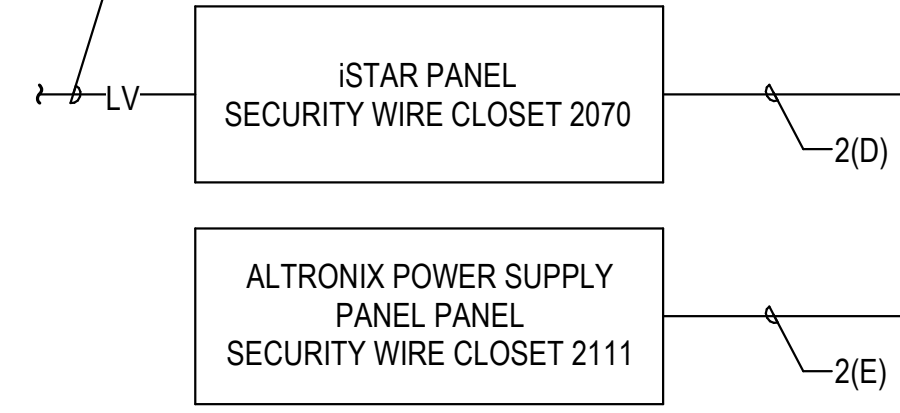 LV
iSTAR PANEL
SECURITY WIRE CLOSET 2070
2(D)
ALTRONIX POWER SUPPLY
PANEL PANEL
SECURITY WIRE CLOSET 2111
2(E)